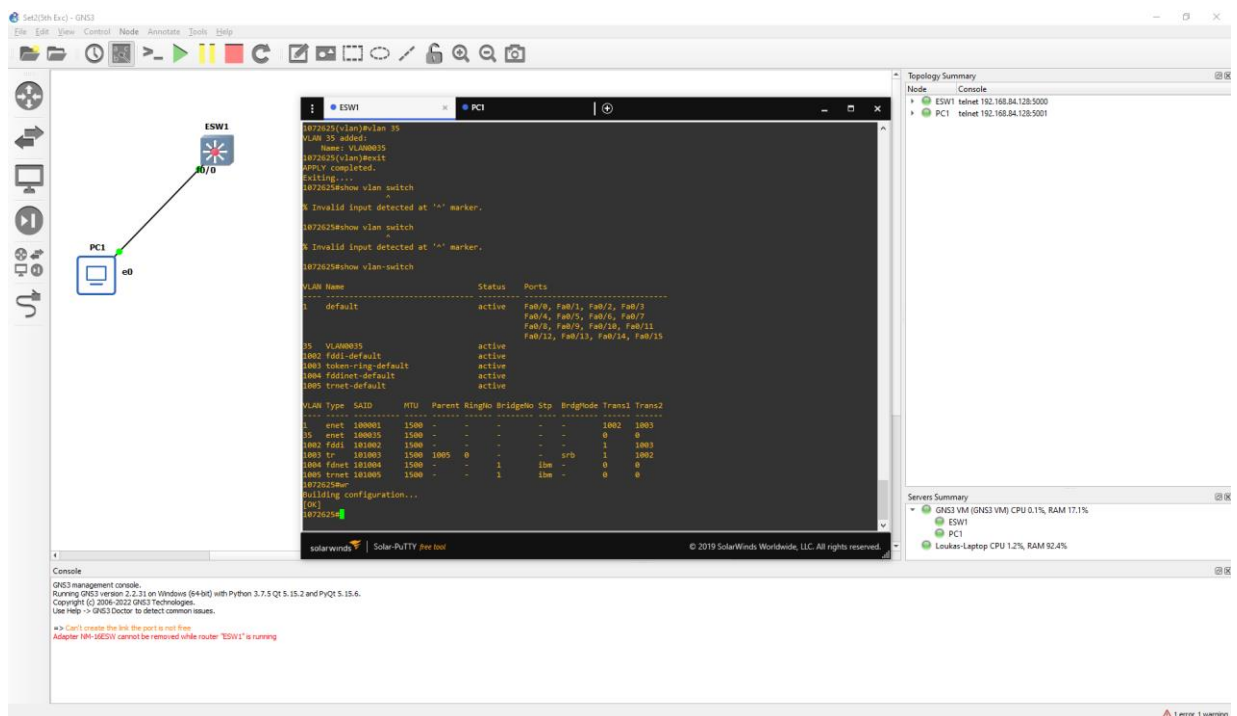 Set2(5th Exc) - GNS3
File Edit View Control Node Annotate Tools Help
ESW1
f0/0
PC1
e0
ESW1 × PC1
1072625(vlan)#vlan 35
VLAN 35 added:
Name: VLAN0035
1072625(vlan)#exit
APPLY completed.
Exiting....
1072625#show vlan switch
^
% Invalid input detected at '^' marker.
1072625#show vlan switch
^
% Invalid input detected at '^' marker.
1072625#show vlan-switch
VLAN Name Status Ports
---- -------------------------------- --------- -------------------------------
1 default active Fa0/0, Fa0/1, Fa0/2, Fa0/3
Fa0/4, Fa0/5, Fa0/6, Fa0/7
Fa0/8, Fa0/9, Fa0/10, Fa0/11
Fa0/12, Fa0/13, Fa0/14, Fa0/15
35 VLAN0035 active
1002 fddi-default active
1003 token-ring-default active
1004 fddinet-default active
1005 trnet-default active
VLAN Type SAID MTU Parent RingNo BridgeNo Stp BrdgMode Trans1 Trans2
---- ----- ---------- ----- ------ ------ -------- ---- -------- ------ ------
1 enet 100001 1500 - - - - - 1002 1003
35 enet 100035 1500 - - - - - 0 0
1002 fddi 101002 1500 - - - - - 1 1003
1003 tr 101003 1500 1005 0 - - srb 1 1002
1004 fdnet 101004 1500 - - 1 ibm - 0 0
1005 trnet 101005 1500 - - 1 ibm - 0 0
1072625#wr
Building configuration...
[OK]
1072625#
solarwinds | Solar-PuTTY free tool © 2019 SolarWinds Worldwide, LLC. All rights reserved.
Topology Summary
Node Console
ESW1 telnet 192.168.84.128:5000
PC1 telnet 192.168.84.128:5001
Servers Summary
GNS3 VM (GNS3 VM) CPU 0.1%, RAM 17.1%
ESW1
PC1
Loukas-Laptop CPU 1.2%, RAM 92.4%
Console
GNS3 management console.
Running GNS3 version 2.2.31 on Windows (64-bit) with Python 3.7.5 Qt 5.15.2 and PyQt 5.15.6.
Copyright (c) 2006-2022 GNS3 Technologies.
Use Help -> GNS3 Doctor to detect common issues.
=> Can't create the link the port is not free
Adapter NM-16ESW cannot be removed while router "ESW1" is running
1 error, 1 warning